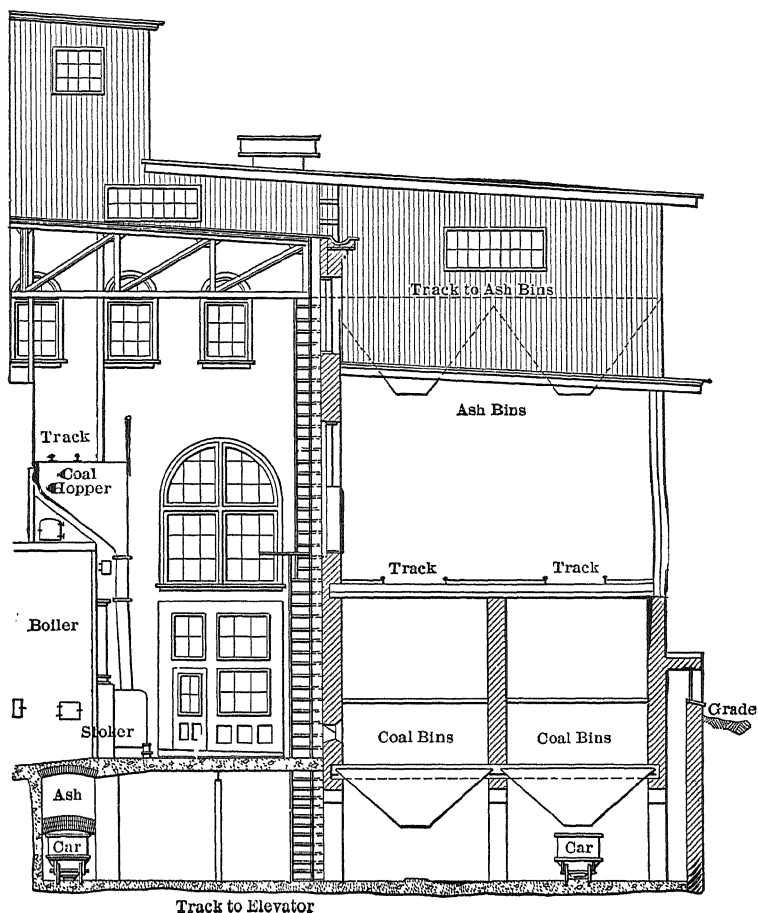 Track to Ash Bins
Ash Bins
Track
Coal
Hopper
Track
Track
Boiler
Grade
Stoker
Coal Bins
Coal Bins
Ash
Car
Car
Track to Elevator